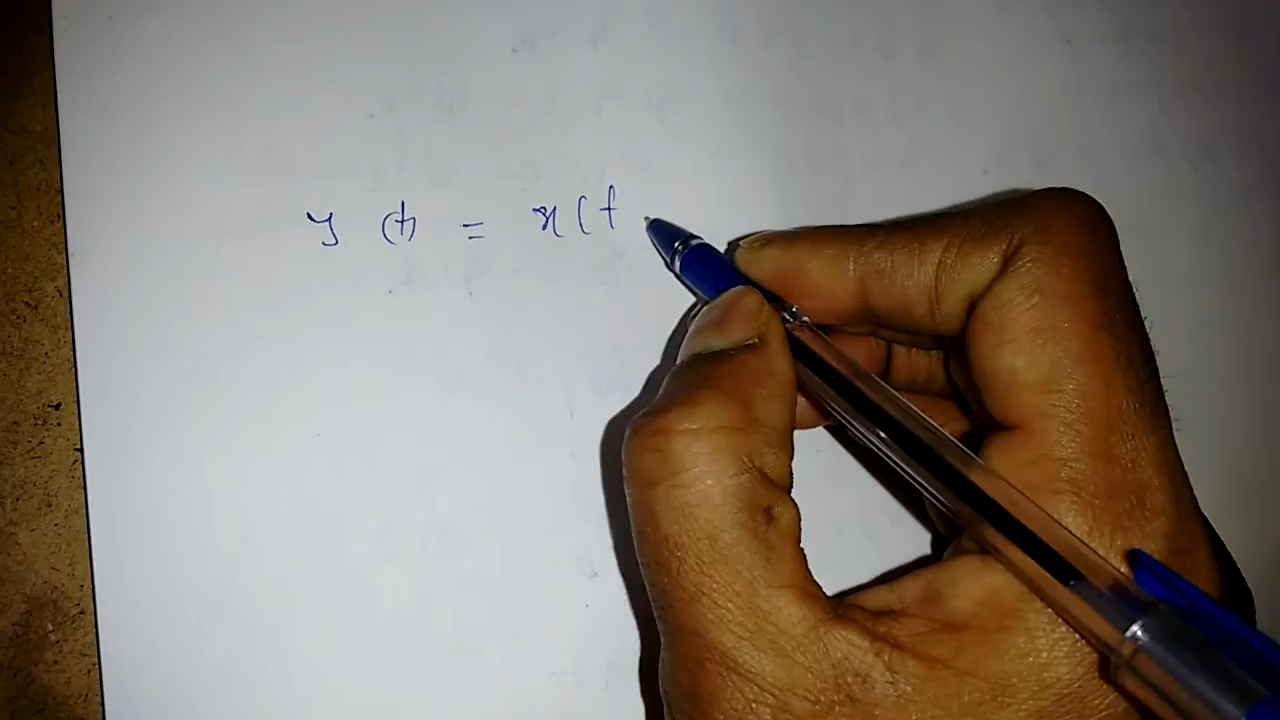 y (t) = x(t